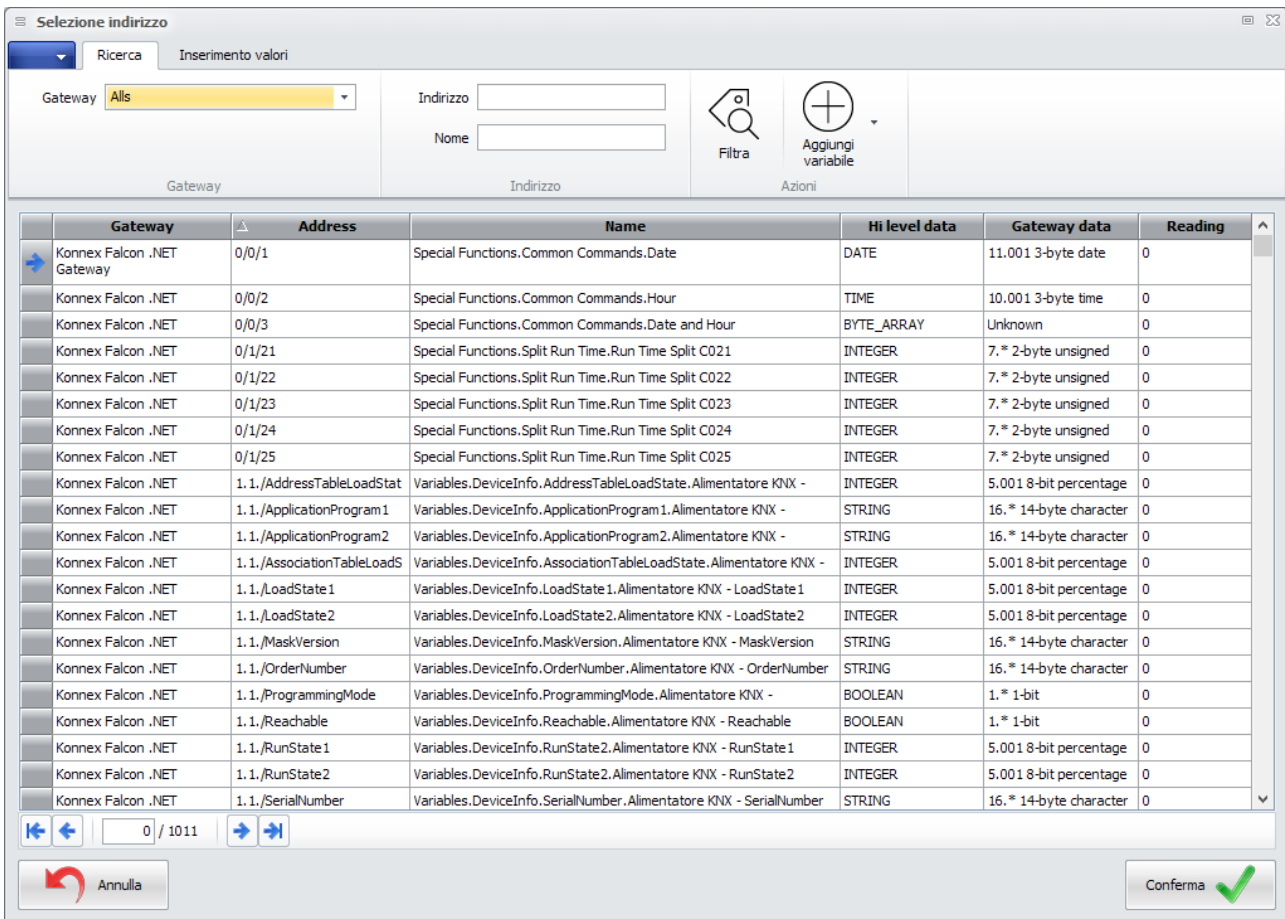 Selezione indirizzo
Ricerca Inserimento valori
Gateway Alls Indirizzo
Nome
Filtra Aggiungi
variabile
Gateway Indirizzo Azioni
Gateway Address Name Hi level data Gateway data Reading
Konnex Falcon .NET 0/0/1 Special Functions.Common Commands.Date DATE 11.001 3-byte date 0
Gateway
Konnex Falcon .NET 0/0/2 Special Functions.Common Commands.Hour TIME 10.001 3-byte time 0
Konnex Falcon .NET 0/0/3 Special Functions.Common Commands.Date and Hour BYTE_ARRAY Unknown 0
Konnex Falcon .NET 0/1/21 Special Functions.Split Run Time.Run Time Split C021 INTEGER 7.* 2-byte unsigned 0
Konnex Falcon .NET 0/1/22 Special Functions.Split Run Time.Run Time Split C022 INTEGER 7.* 2-byte unsigned 0
Konnex Falcon .NET 0/1/23 Special Functions.Split Run Time.Run Time Split C023 INTEGER 7.* 2-byte unsigned 0
Konnex Falcon .NET 0/1/24 Special Functions.Split Run Time.Run Time Split C024 INTEGER 7.* 2-byte unsigned 0
Konnex Falcon .NET 0/1/25 Special Functions.Split Run Time.Run Time Split C025 INTEGER 7.* 2-byte unsigned 0
Konnex Falcon .NET 1.1./AddressTableLoadStat Variables.DeviceInfo.AddressTableLoadState.Alimentatore KNX - INTEGER 5.001 8-bit percentage 0
Konnex Falcon .NET 1.1./ApplicationProgram1 Variables.DeviceInfo.ApplicationProgram1.Alimentatore KNX - STRING 16.* 14-byte character 0
Konnex Falcon .NET 1.1./ApplicationProgram2 Variables.DeviceInfo.ApplicationProgram2.Alimentatore KNX - STRING 16.* 14-byte character 0
Konnex Falcon .NET 1.1./AssociationTableLoadS Variables.DeviceInfo.AssociationTableLoadState.Alimentatore KNX - INTEGER 5.001 8-bit percentage 0
Konnex Falcon .NET 1.1./LoadState1 Variables.DeviceInfo.LoadState1.Alimentatore KNX - LoadState1 INTEGER 5.001 8-bit percentage 0
Konnex Falcon .NET 1.1./LoadState2 Variables.DeviceInfo.LoadState2.Alimentatore KNX - LoadState2 INTEGER 5.001 8-bit percentage 0
Konnex Falcon .NET 1.1./MaskVersion Variables.DeviceInfo.MaskVersion.Alimentatore KNX - MaskVersion STRING 16.* 14-byte character 0
Konnex Falcon .NET 1.1./OrderNumber Variables.DeviceInfo.OrderNumber.Alimentatore KNX - OrderNumber STRING 16.* 14-byte character 0
Konnex Falcon .NET 1.1./ProgrammingMode Variables.DeviceInfo.ProgrammingMode.Alimentatore KNX - BOOLEAN 1.* 1-bit 0
Konnex Falcon .NET 1.1./Reachable Variables.DeviceInfo.Reachable.Alimentatore KNX - Reachable BOOLEAN 1.* 1-bit 0
Konnex Falcon .NET 1.1./RunState1 Variables.DeviceInfo.RunState2.Alimentatore KNX - RunState1 INTEGER 5.001 8-bit percentage 0
Konnex Falcon .NET 1.1./RunState2 Variables.DeviceInfo.RunState2.Alimentatore KNX - RunState2 INTEGER 5.001 8-bit percentage 0
Konnex Falcon .NET 1.1./SerialNumber Variables.DeviceInfo.SerialNumber.Alimentatore KNX - SerialNumber STRING 16.* 14-byte character 0
0 / 1011
Annulla Conferma